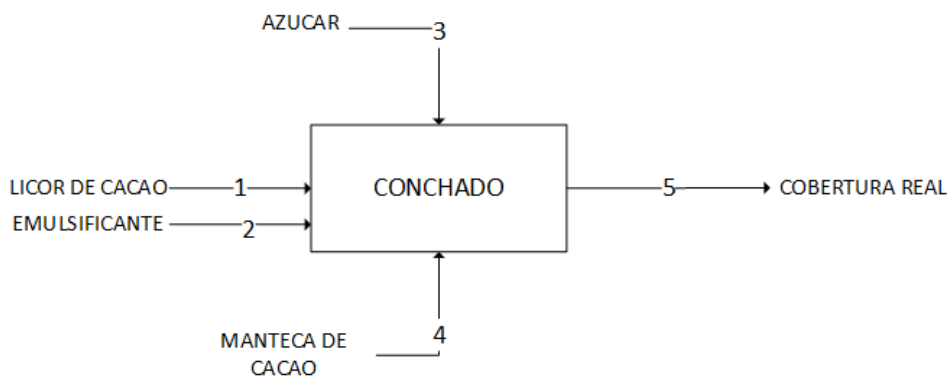 AZUCAR
3
LICOR DE CACAO
1
CONCHADO
5
COBERTURA REAL
EMULSIFICANTE
2
MANTECA DE
CACAO
4